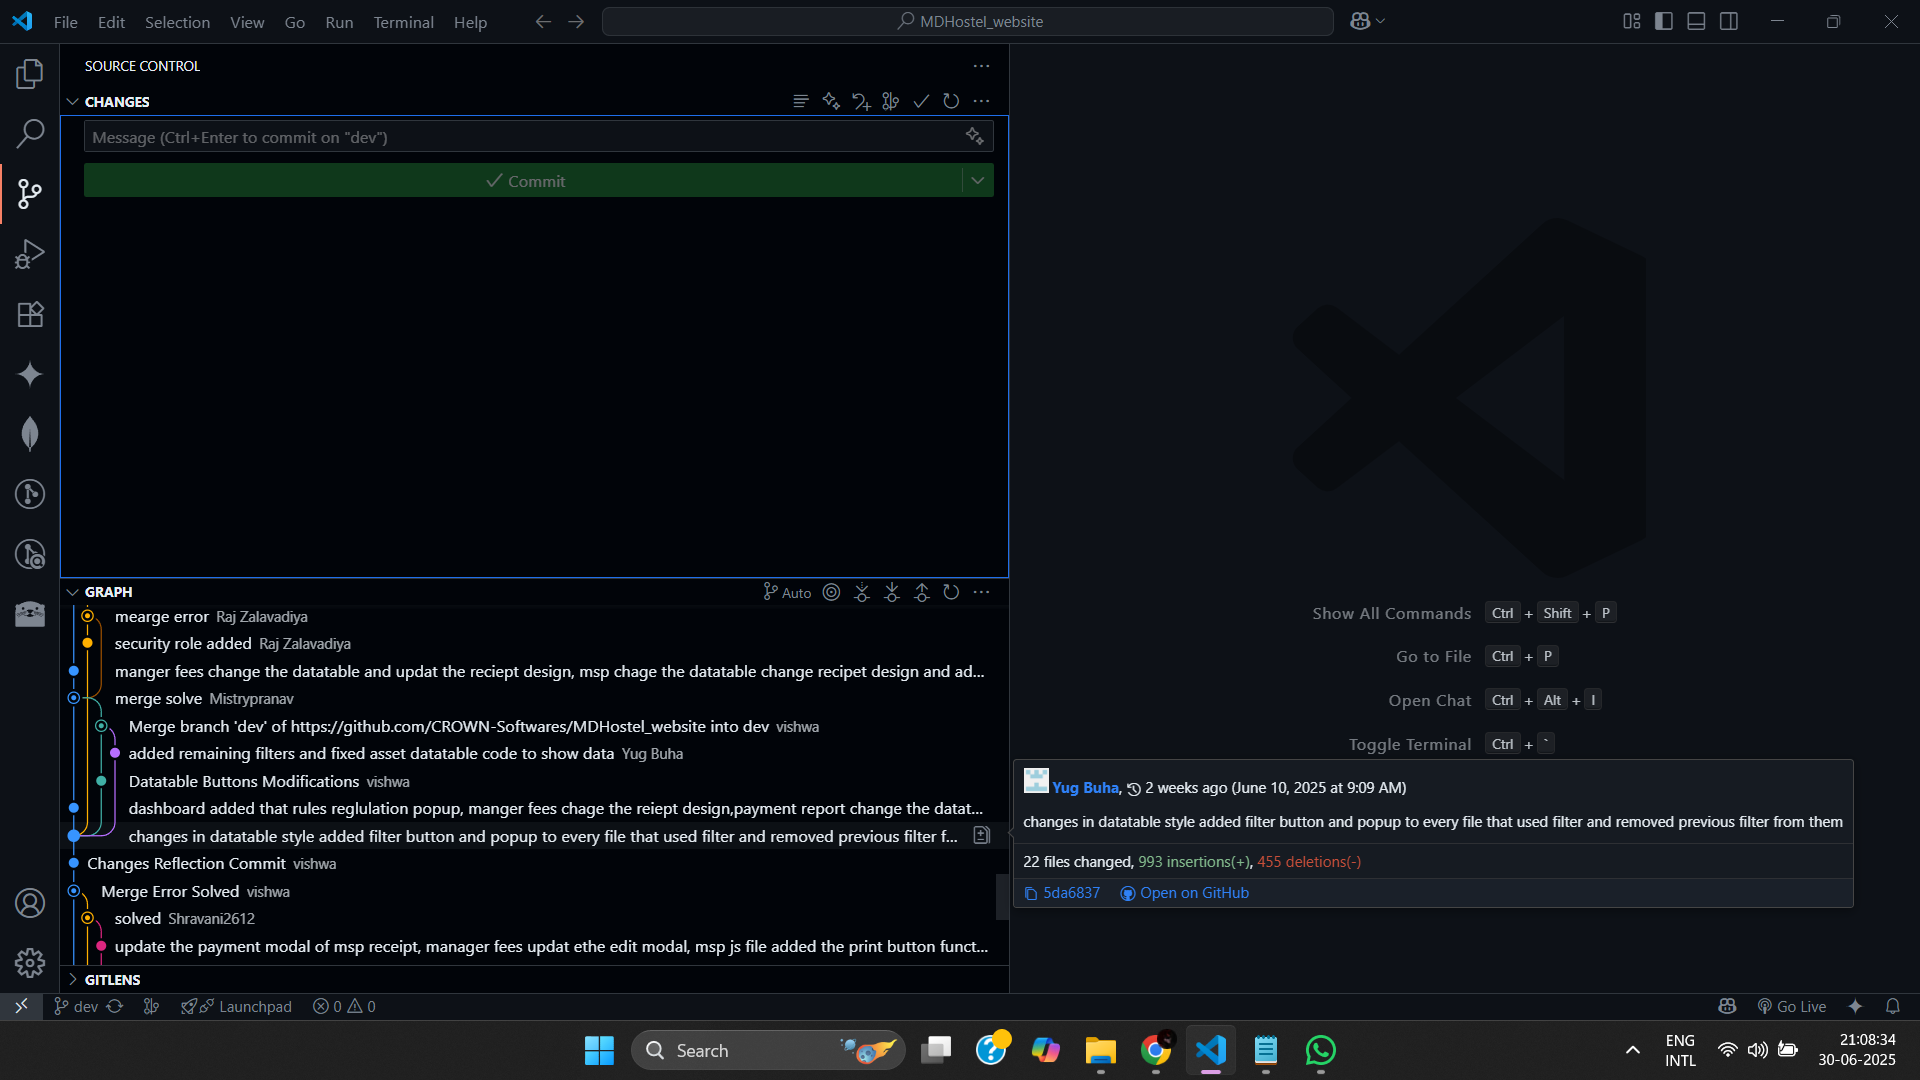 File Edit Selection View Go Run Terminal Help
MDHostel_website
SOURCE CONTROL
CHANGES
Message (Ctrl+Enter to commit on "dev")
Commit
GRAPH
Auto
mearge error Raj Zalavadiya
security role added Raj Zalavadiya
manger fees change the datatable and updat the reciept design, msp chage the datatable change recipet design and ad...
merge solve Mistrypranav
Merge branch 'dev' of https://github.com/CROWN-Softwares/MDHostel_website into dev vishwa
added remaining filters and fixed asset datatable code to show data Yug Buha
Datatable Buttons Modifications vishwa
dashboard added that rules reglulation popup, manger fees chage the reiept design,payment report change the datat...
changes in datatable style added filter button and popup to every file that used filter and removed previous filter f...
Changes Reflection Commit vishwa
Merge Error Solved vishwa
solved Shravani2612
update the payment modal of msp receipt, manager fees updat ethe edit modal, msp js file added the print button funct...
GITLENS
Show All Commands Ctrl + Shift + P
Go to File Ctrl + P
Open Chat Ctrl + Alt + I
Toggle Terminal Ctrl + `
Yug Buha, 2 weeks ago (June 10, 2025 at 9:09 AM)
changes in datatable style added filter button and popup to every file that used filter and removed previous filter from them
22 files changed, 993 insertions(+), 455 deletions(-)
5da6837 Open on GitHub
dev Launchpad 0 0 Go Live
Search
ENG
INTL
21:08:34
30-06-2025